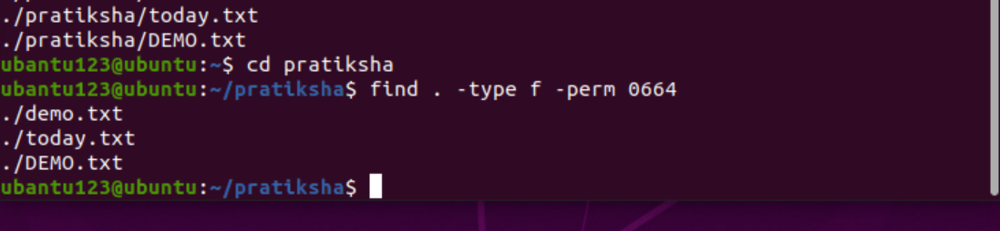 ./pratiksha/today.txt
./pratiksha/DEMO.txt
ubantu123@ubuntu:~$ cd pratiksha
ubantu123@ubuntu:~/pratiksha$ find . -type f -perm 0664
./demo.txt
./today.txt
./DEMO.txt
ubantu123@ubuntu:~/pratiksha$